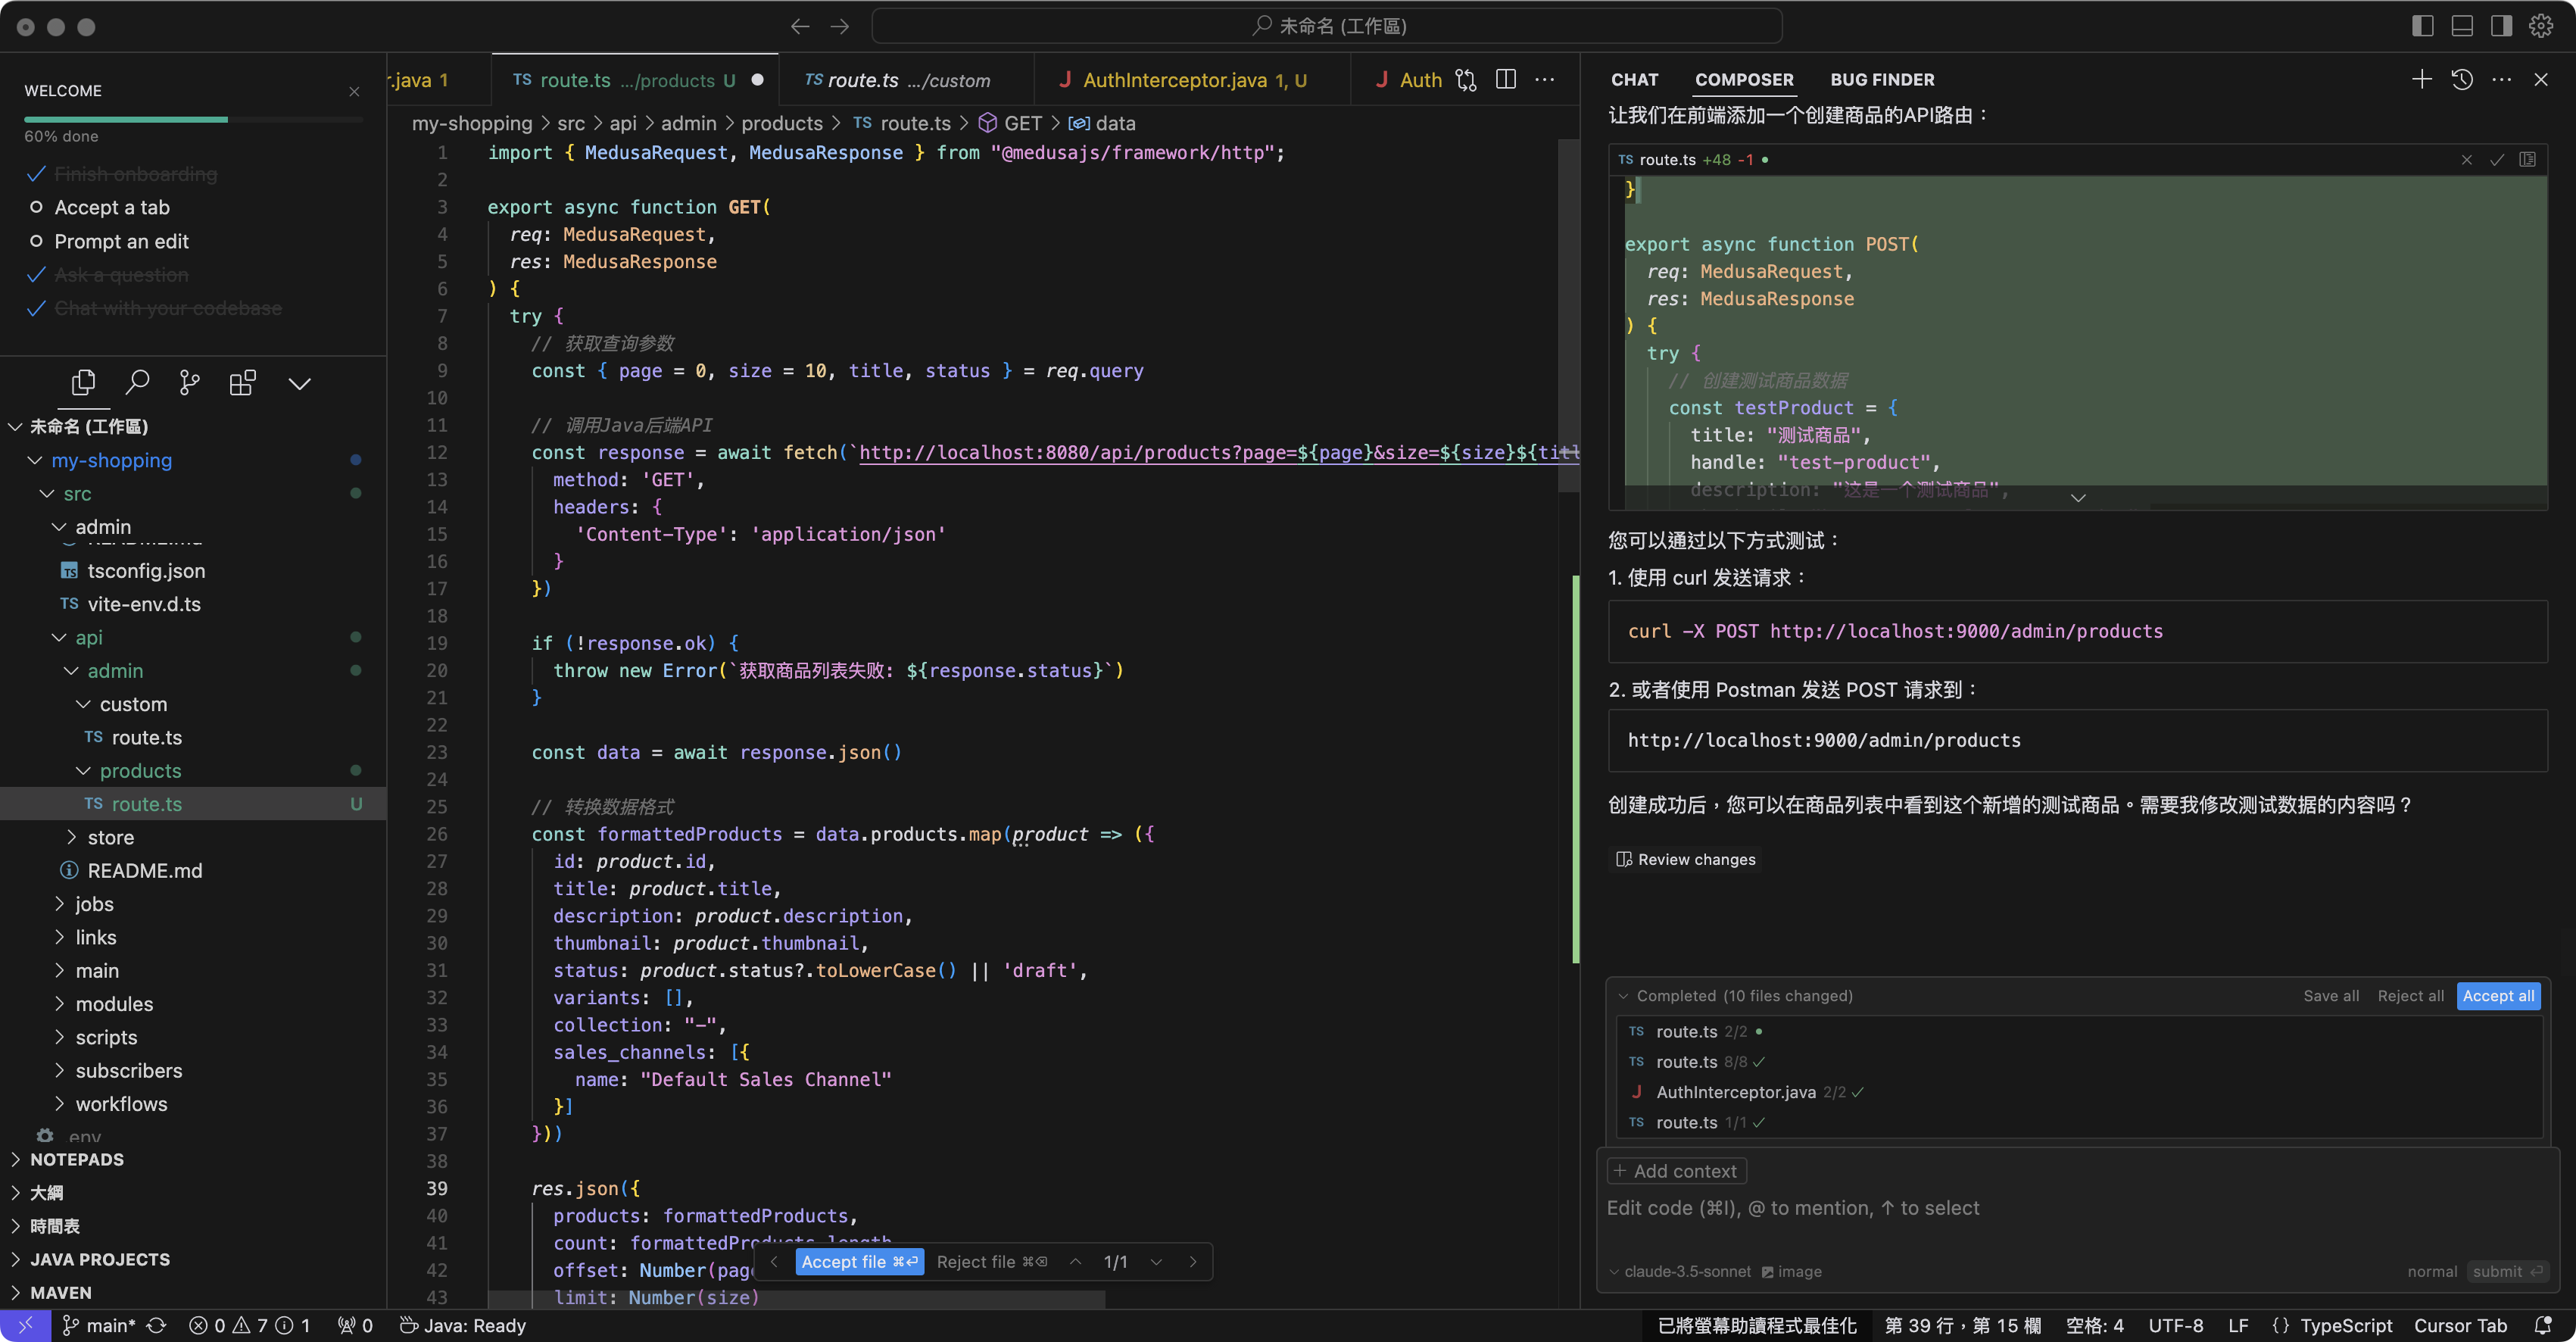 未命名 (工作區)
WELCOME
60% done
Finish onboarding
Accept a tab
Prompt an edit
Ask a question
Chat with your codebase
未命名 (工作區)
my-shopping
src
admin
tsconfig.json
vite-env.d.ts
api
admin
custom
route.ts
products
route.ts U
store
README.md
jobs
links
main
modules
scripts
subscribers
workflows
.env
NOTEPADS
大綱
時間表
JAVA PROJECTS
MAVEN
r.java 1
route.ts .../products U
route.ts .../custom
AuthInterceptor.java 1, U
Auth
my-shopping > src > api > admin > products > TS route.ts > GET > data
1 import { MedusaRequest, MedusaResponse } from "@medusajs/framework/http";
2
3 export async function GET(
4 req: MedusaRequest,
5 res: MedusaResponse
6 ) {
7 try {
8 // 获取查询参数
9 const { page = 0, size = 10, title, status } = req.query
10
11 // 调用Java后端API
12 const response = await fetch(`http://localhost:8080/api/products?page=${page}&size=${size}${titl
13 method: 'GET',
14 headers: {
15 'Content-Type': 'application/json'
16 }
17 })
18
19 if (!response.ok) {
20 throw new Error(`获取商品列表失败: ${response.status}`)
21 }
22
23 const data = await response.json()
24
25 // 转换数据格式
26 const formattedProducts = data.products.map(product => ({
27 id: product.id,
28 title: product.title,
29 description: product.description,
30 thumbnail: product.thumbnail,
31 status: product.status?.toLowerCase() || 'draft',
32 variants: [],
33 collection: "-",
34 sales_channels: [{
35 name: "Default Sales Channel"
36 }]
37 }))
38
39 res.json({
40 products: formattedProducts,
41 count: formattedProducts.length
42 offset: Number(page
43 limit: Number(size)
Accept file ⌘⏎ Reject file ⌘⌫ 1/1
CHAT COMPOSER BUG FINDER
让我们在前端添加一个创建商品的API路由：
TS route.ts +48 -1
}
export async function POST(
req: MedusaRequest,
res: MedusaResponse
) {
try {
// 创建测试商品数据
const testProduct = {
title: "测试商品",
handle: "test-product",
description: "这是一个测试商品",
您可以通过以下方式测试：
1. 使用 curl 发送请求：
curl -X POST http://localhost:9000/admin/products
2. 或者使用 Postman 发送 POST 请求到：
http://localhost:9000/admin/products
创建成功后，您可以在商品列表中看到这个新增的测试商品。需要我修改测试数据的内容吗？
Review changes
Completed (10 files changed) Save all Reject all Accept all
TS route.ts 2/2
TS route.ts 8/8
J AuthInterceptor.java 2/2
TS route.ts 1/1
+ Add context
Edit code (⌘I), @ to mention, ↑ to select
claude-3.5-sonnet image normal submit
main* 0 7 1 0 Java: Ready
已將螢幕助讀程式最佳化 第 39 行，第 15 欄 空格: 4 UTF-8 LF {} TypeScript Cursor Tab